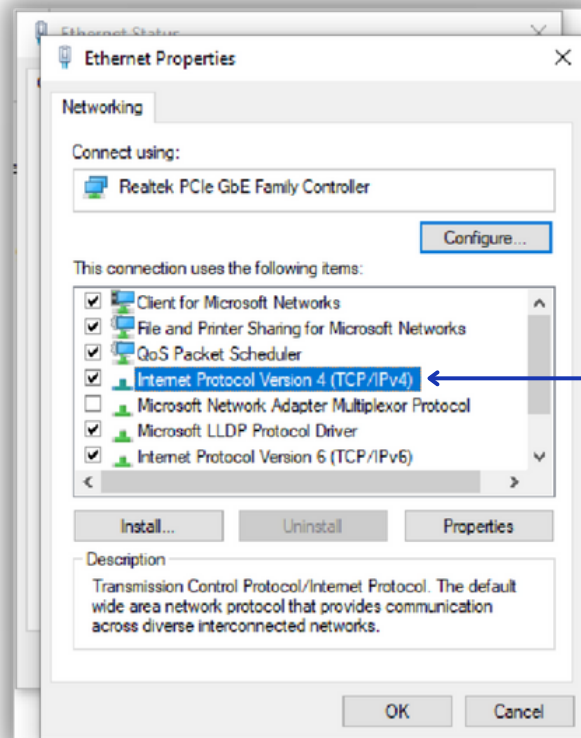 Ethernet Status
Ethernet Properties
Networking
Connect using:
Realtek PCIe GbE Family Controller
Configure...
This connection uses the following items:
Client for Microsoft Networks
File and Printer Sharing for Microsoft Networks
QoS Packet Scheduler
Internet Protocol Version 4 (TCP/IPv4)
Microsoft Network Adapter Multiplexor Protocol
Microsoft LLDP Protocol Driver
Internet Protocol Version 6 (TCP/IPv6)
Install...
Uninstall
Properties
Description
Transmission Control Protocol/Internet Protocol. The default
wide area network protocol that provides communication
across diverse interconnected networks.
OK
Cancel